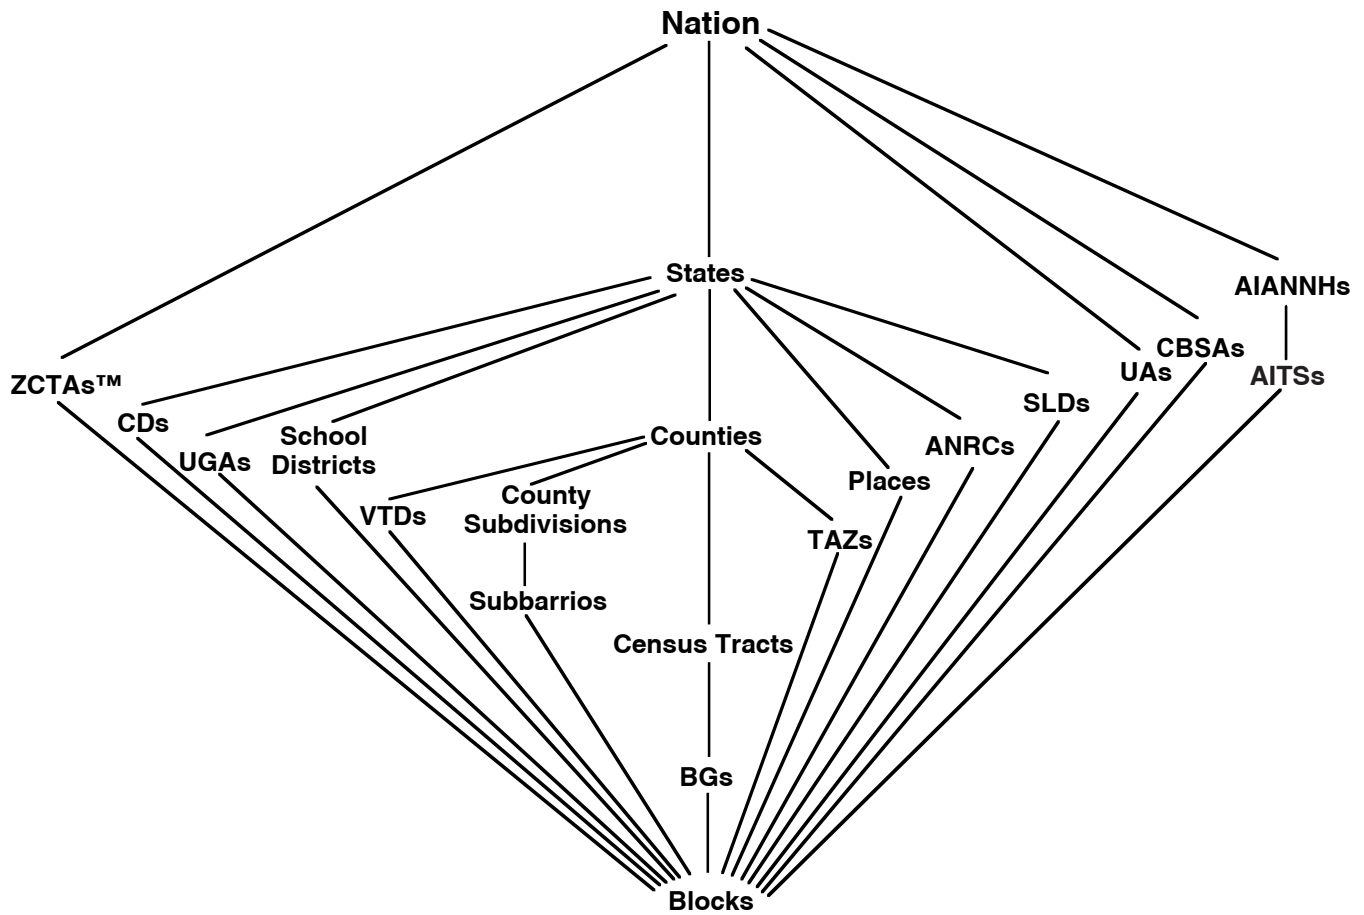 Nation
States
AIANNHs
CBSAs
UAs
AITSs
ZCTAs™
CDs
SLDs
UGAs
School
Districts
Counties
ANRCs
Places
VTDs
County
Subdivisions
TAZs
Subbarrios
Census Tracts
BGs
Blocks